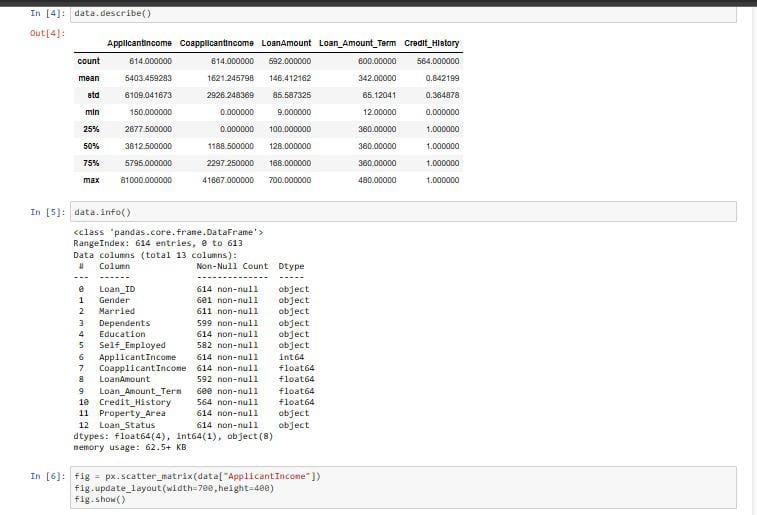 In [4]: data.describe()
Out[4]:
ApplicantIncome CoapplicantIncome LoanAmount Loan_Amount_Term Credit_History
count 614.000000 614.000000 592.000000 600.00000 564.000000
mean 5403.459283 1621.245798 146.412162 342.00000 0.842199
std 6109.041673 2926.248369 85.587325 65.12041 0.364878
min 150.000000 0.000000 9.000000 12.00000 0.000000
25% 2877.500000 0.000000 100.000000 360.00000 1.000000
50% 3812.500000 1188.500000 128.000000 360.00000 1.000000
75% 5795.000000 2297.250000 168.000000 360.00000 1.000000
max 81000.000000 41667.000000 700.000000 480.00000 1.000000
In [5]: data.info()
<class 'pandas.core.frame.DataFrame'>
RangeIndex: 614 entries, 0 to 613
Data columns (total 13 columns):
# Column Non-Null Count Dtype
--- ------ -------------- -----
0 Loan_ID 614 non-null object
1 Gender 601 non-null object
2 Married 611 non-null object
3 Dependents 599 non-null object
4 Education 614 non-null object
5 Self_Employed 582 non-null object
6 ApplicantIncome 614 non-null int64
7 CoapplicantIncome 614 non-null float64
8 LoanAmount 592 non-null float64
9 Loan_Amount_Term 600 non-null float64
10 Credit_History 564 non-null float64
11 Property_Area 614 non-null object
12 Loan_Status 614 non-null object
dtypes: float64(4), int64(1), object(8)
memory usage: 62.5+ KB
In [6]: fig = px.scatter_matrix(data["ApplicantIncome"])
fig.update_layout(width=700,height=400)
fig.show()